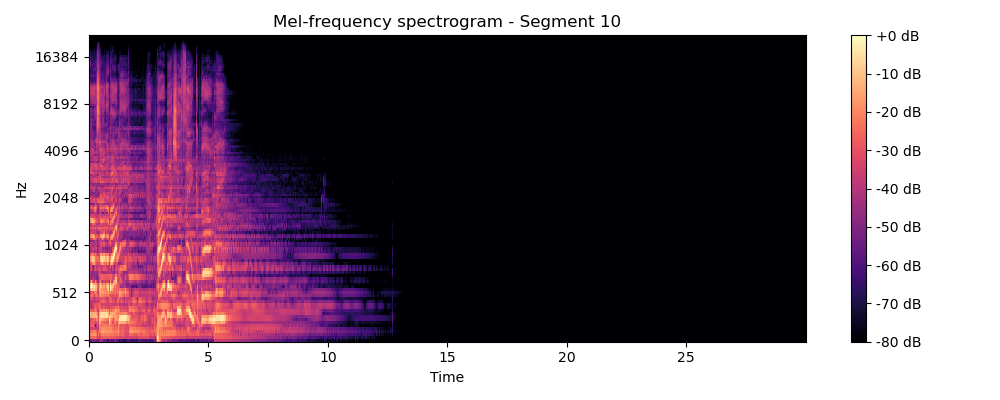 Mel-frequency spectrogram - Segment 10
16384
8192
4096
2048
1024
512
0
Hz
0
5
10
15
20
25
Time
+0 dB
-10 dB
-20 dB
-30 dB
-40 dB
-50 dB
-60 dB
-70 dB
-80 dB